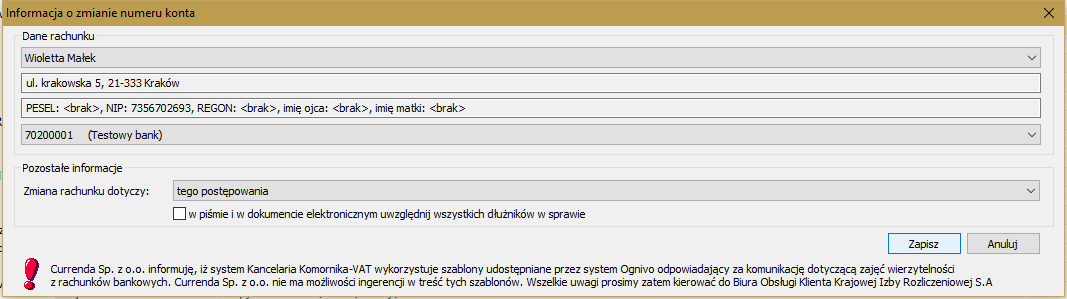 Informacja o zmianie numeru konta
Dane rachunku
Wioletta Małek
ul. krakowska 5, 21-333 Kraków
PESEL: <brak>, NIP: 7356702693, REGON: <brak>, imię ojca: <brak>, imię matki: <brak>
70200001 (Testowy bank)
Pozostałe informacje
Zmiana rachunku dotyczy: tego postępowania
w piśmie i w dokumencie elektronicznym uwzględnij wszystkich dłużników w sprawie
Zapisz Anuluj
Currenda Sp. z o.o. informuję, iż system Kancelaria Komornika-VAT wykorzystuje szablony udostępniane przez system Ognivo odpowiadający za komunikację dotyczącą zajęć wierzytelności
z rachunków bankowych. Currenda Sp. z o.o. nie ma możliwości ingerencji w treść tych szablonów. Wszelkie uwagi prosimy zatem kierować do Biura Obsługi Klienta Krajowej Izby Rozliczeniowej S.A